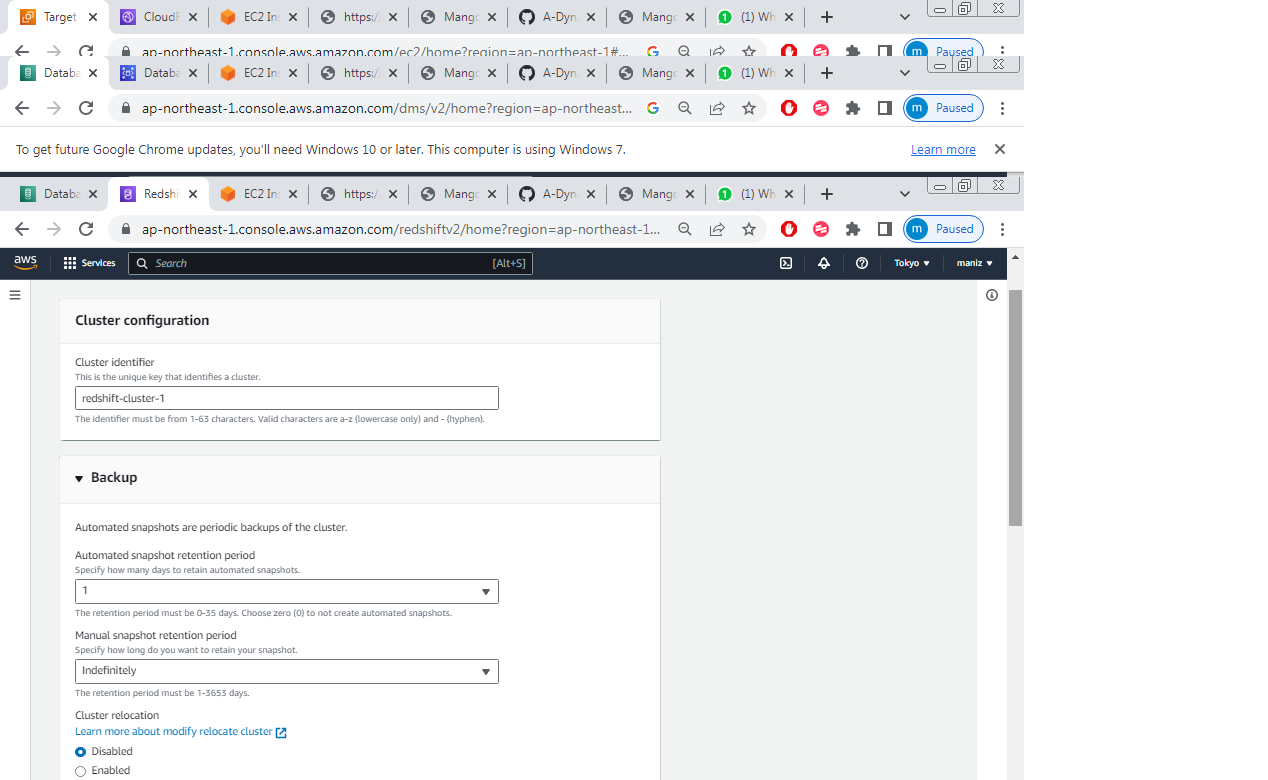 Target CloudF EC2 Ins https:/ Mango A-Dyna Mango (1) Wh
ap-northeast-1.console.aws.amazon.com/ec2/home?region=ap-northeast-1#... Paused
Databa Databa EC2 Ins https:/ Mango A-Dyna Mango (1) Wh
ap-northeast-1.console.aws.amazon.com/dms/v2/home?region=ap-northeast... m Paused
To get future Google Chrome updates, you'll need Windows 10 or later. This computer is using Windows 7. Learn more
Databa Redshi EC2 Ins https:/ Mango A-Dyna Mango (1) Wh
ap-northeast-1.console.aws.amazon.com/redshiftv2/home?region=ap-northeast-1... m Paused
aws Services Search [Alt+S] Tokyo maniz
Cluster configuration
Cluster identifier
This is the unique key that identifies a cluster.
redshift-cluster-1
The identifier must be from 1-63 characters. Valid characters are a-z (lowercase only) and - (hyphen).
Backup
Automated snapshots are periodic backups of the cluster.
Automated snapshot retention period
Specify how many days to retain automated snapshots.
1
The retention period must be 0-35 days. Choose zero (0) to not create automated snapshots.
Manual snapshot retention period
Specify how long do you want to retain your snapshot.
Indefinitely
The retention period must be 1-3653 days.
Cluster relocation
Learn more about modify relocate cluster
Disabled
Enabled